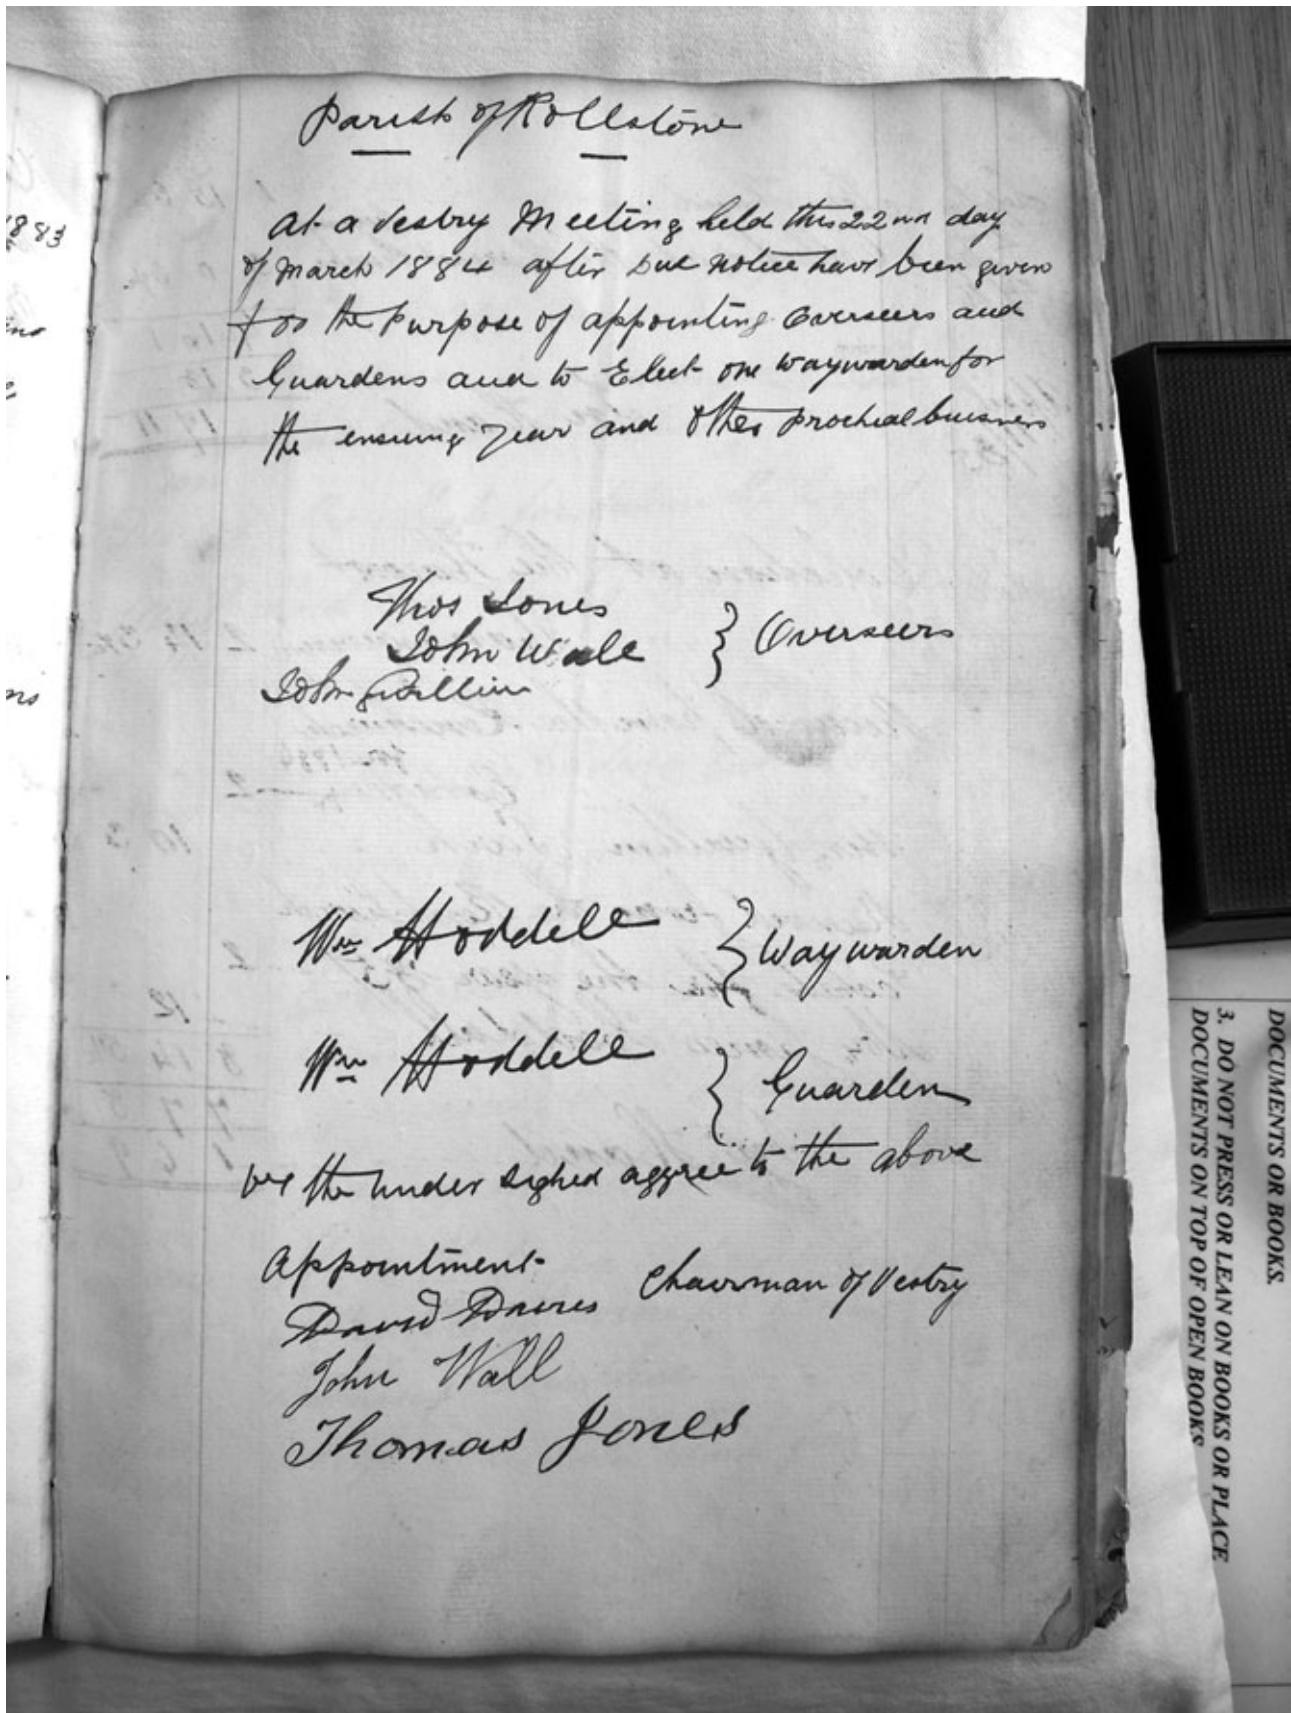 Parish of Rollstone
At a Vestry Meeting held this 22nd day
of March 1884 after Due notice have been given
for the Purpose of appointing Overseers and
Guardens and to Elect one Waywarden for
the ensuing year and other prochial buisness
Thos Jones
John Wall
} Overseers
John Gwillim
Wm Hoddell } Waywarden
Wm Hoddell } Guarden
We the under signed aggree to the above
Appointment
David Davies Chairman of Vestry
John Wall
Thomas Jones
1883
DOCUMENTS OR BOOKS.
3. DO NOT PRESS OR LEAN ON BOOKS OR PLACE
DOCUMENTS ON TOP OF OPEN BOOKS